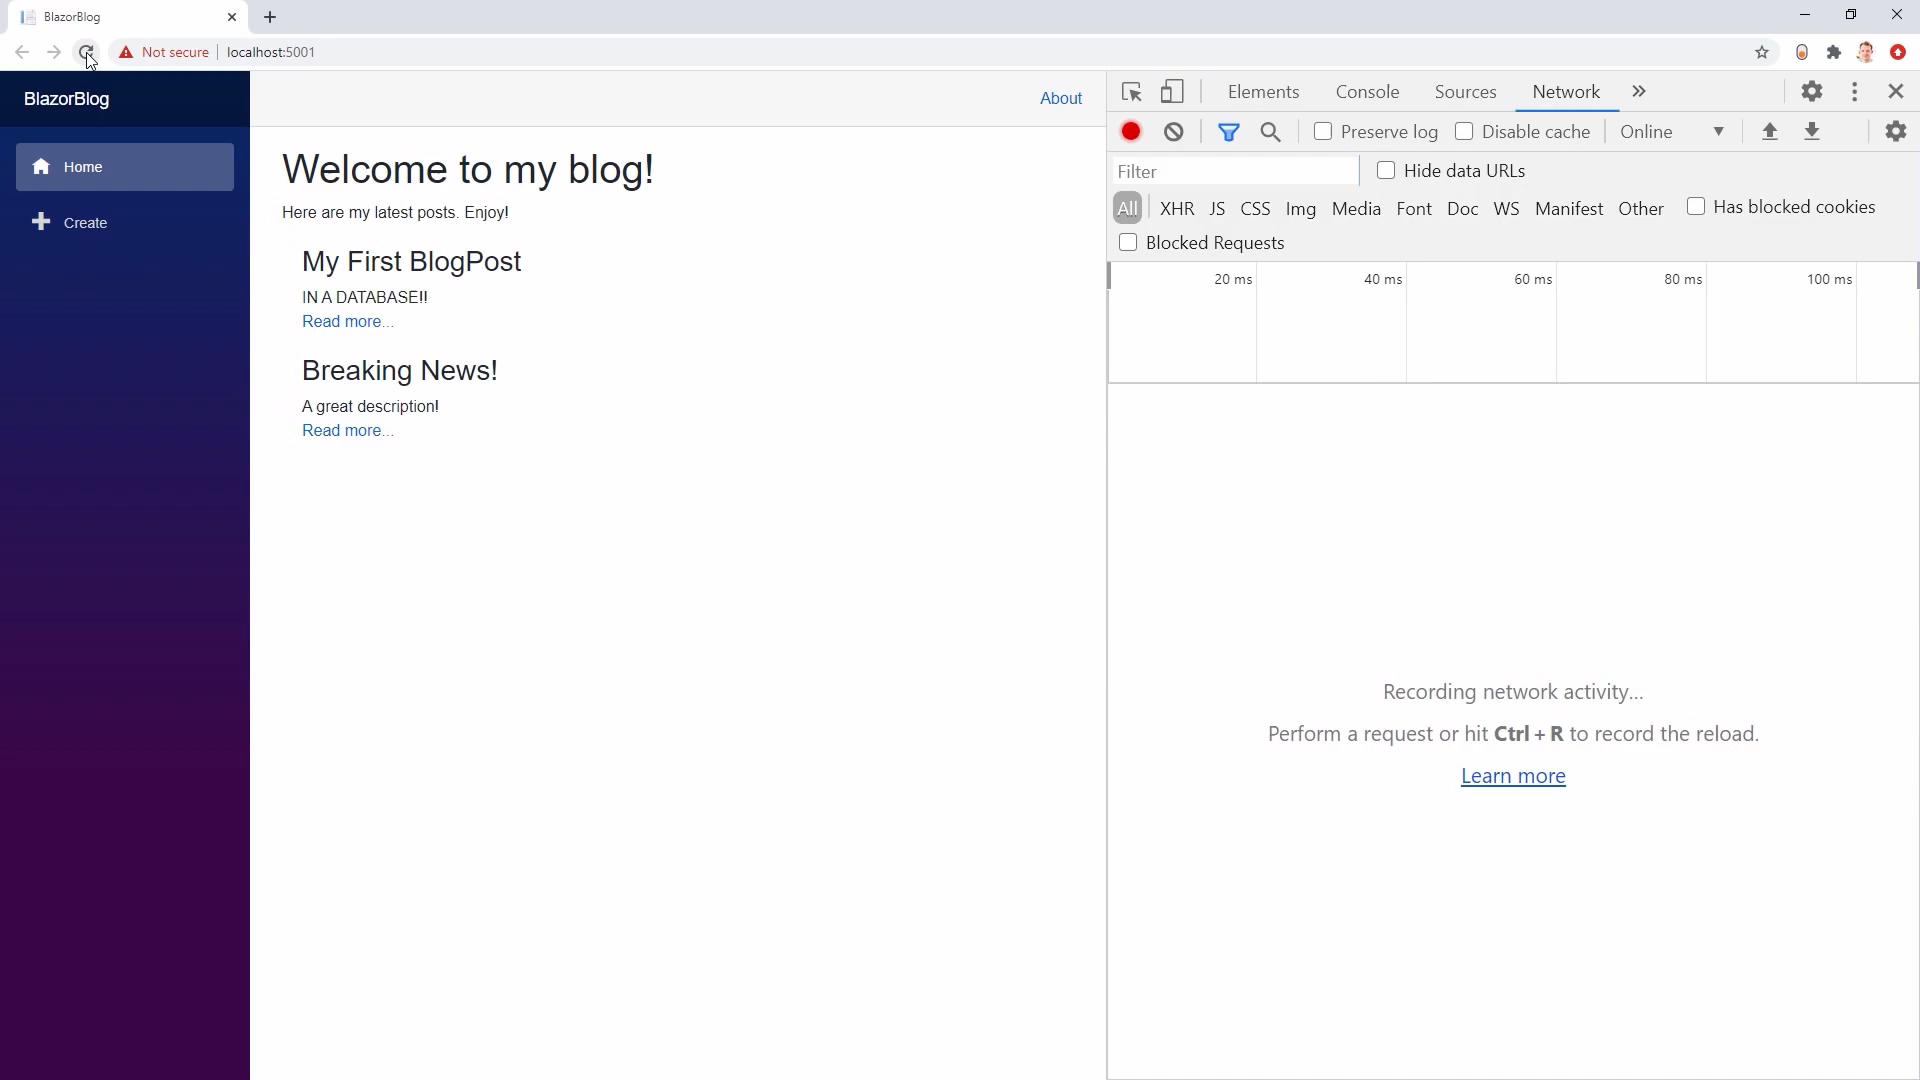 BlazorBlog
Not secure localhost:5001
BlazorBlog
Home
Create
About
Welcome to my blog!
Here are my latest posts. Enjoy!
My First BlogPost
IN A DATABASE!!
Read more...
Breaking News!
A great description!
Read more...
Elements Console Sources Network
Preserve log Disable cache Online
Filter Hide data URLs
All XHR JS CSS Img Media Font Doc WS Manifest Other Has blocked cookies
Blocked Requests
20 ms 40 ms 60 ms 80 ms 100 ms
Recording network activity...
Perform a request or hit Ctrl + R to record the reload.
Learn more